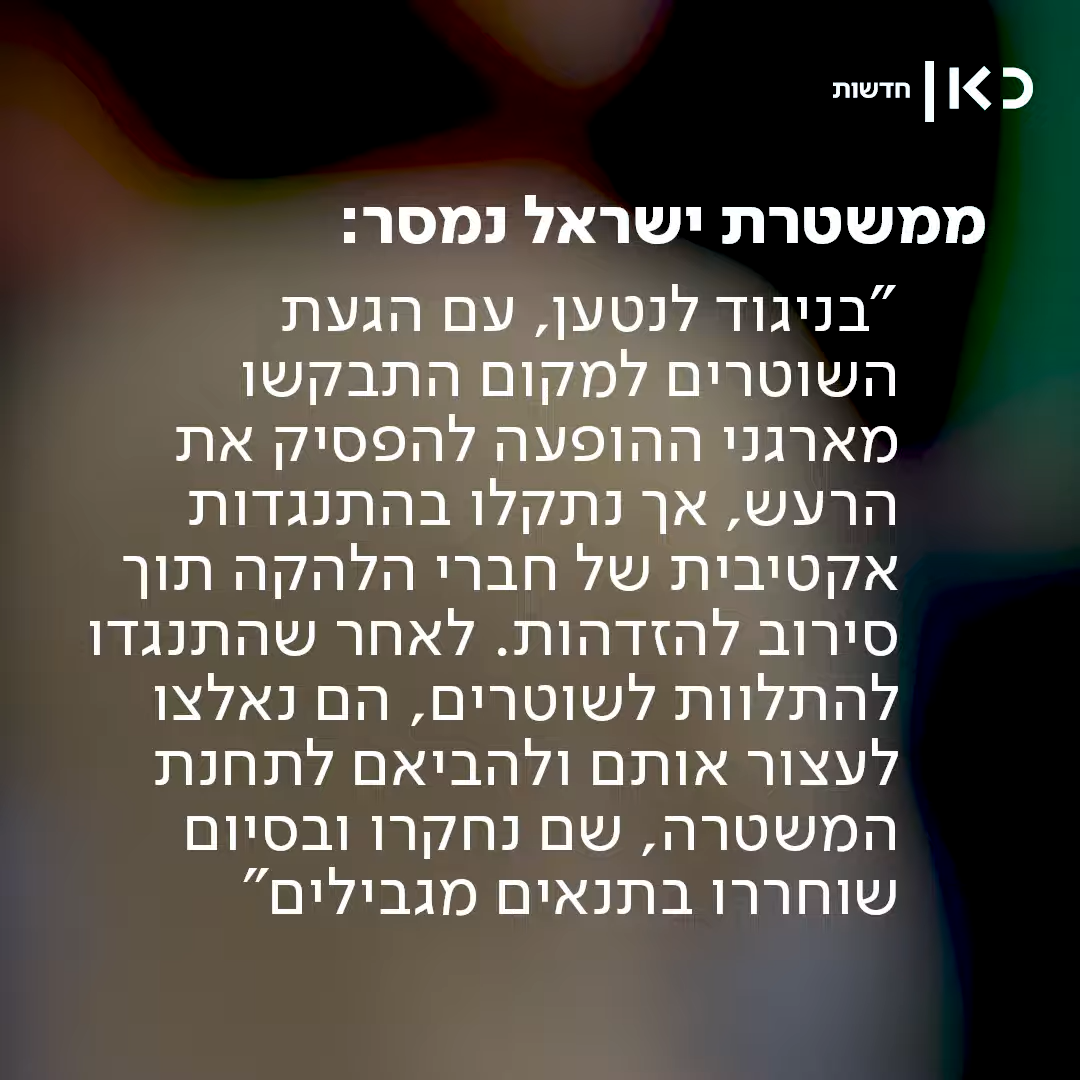 כאן | חדשות
ממשטרת ישראל נמסר:
"בניגוד לנטען, עם הגעת
השוטרים למקום התבקשו
מארגני ההופעה להפסיק את
הרעש, אך נתקלו בהתנגדות
אקטיבית של חברי הלהקה תוך
סירוב להזדהות. לאחר שהתנגדו
להתלוות לשוטרים, הם נאלצו
לעצור אותם ולהביאם לתחנת
המשטרה, שם נחקרו ובסיום
שוחררו בתנאים מגבילים"